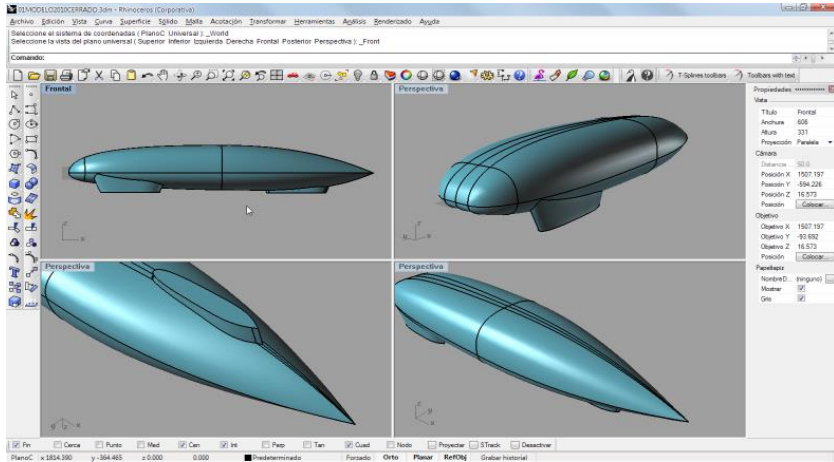 01MODELO2010CERRADO.3dm - Rhinoceros (Corporativa)
Archivo Edición Vista Curva Superficie Sólido Malla Acotación Transformar Herramientas Análisis Renderizado Ayuda
Seleccione el sistema de coordenadas ( PlanoC Universal ): _World
Seleccione la vista del plano universal ( Superior Inferior Izquierda Derecha Frontal Posterior Perspectiva ): _Front
Comando:
T-Splines toolbars Toolbars with text
Frontal
Perspectiva
Perspectiva
Perspectiva
Propiedades
Vista
Título Frontal
Anchura 606
Altura 331
Proyección Paralela
Cámara
Distancia ... 50.0
Posición X 1507.197
Posición Y -594.226
Posición Z 16.573
Posición Colocar...
Objetivo
Objetivo X 1507.197
Objetivo Y -93.692
Objetivo Z 16.573
Posición Colocar...
Papeltapiz
Nombre D... (ninguno)
Mostrar
Gris
Fin Cerca Punto Med Cen Int Perp Tan Cuad Nodo Proyectar STrack Desactivar
PlanoC x 1814.390 y -364.465 z 0.000 0.000 Predeterminado Forzado Orto Planar RefObj Grabar historial